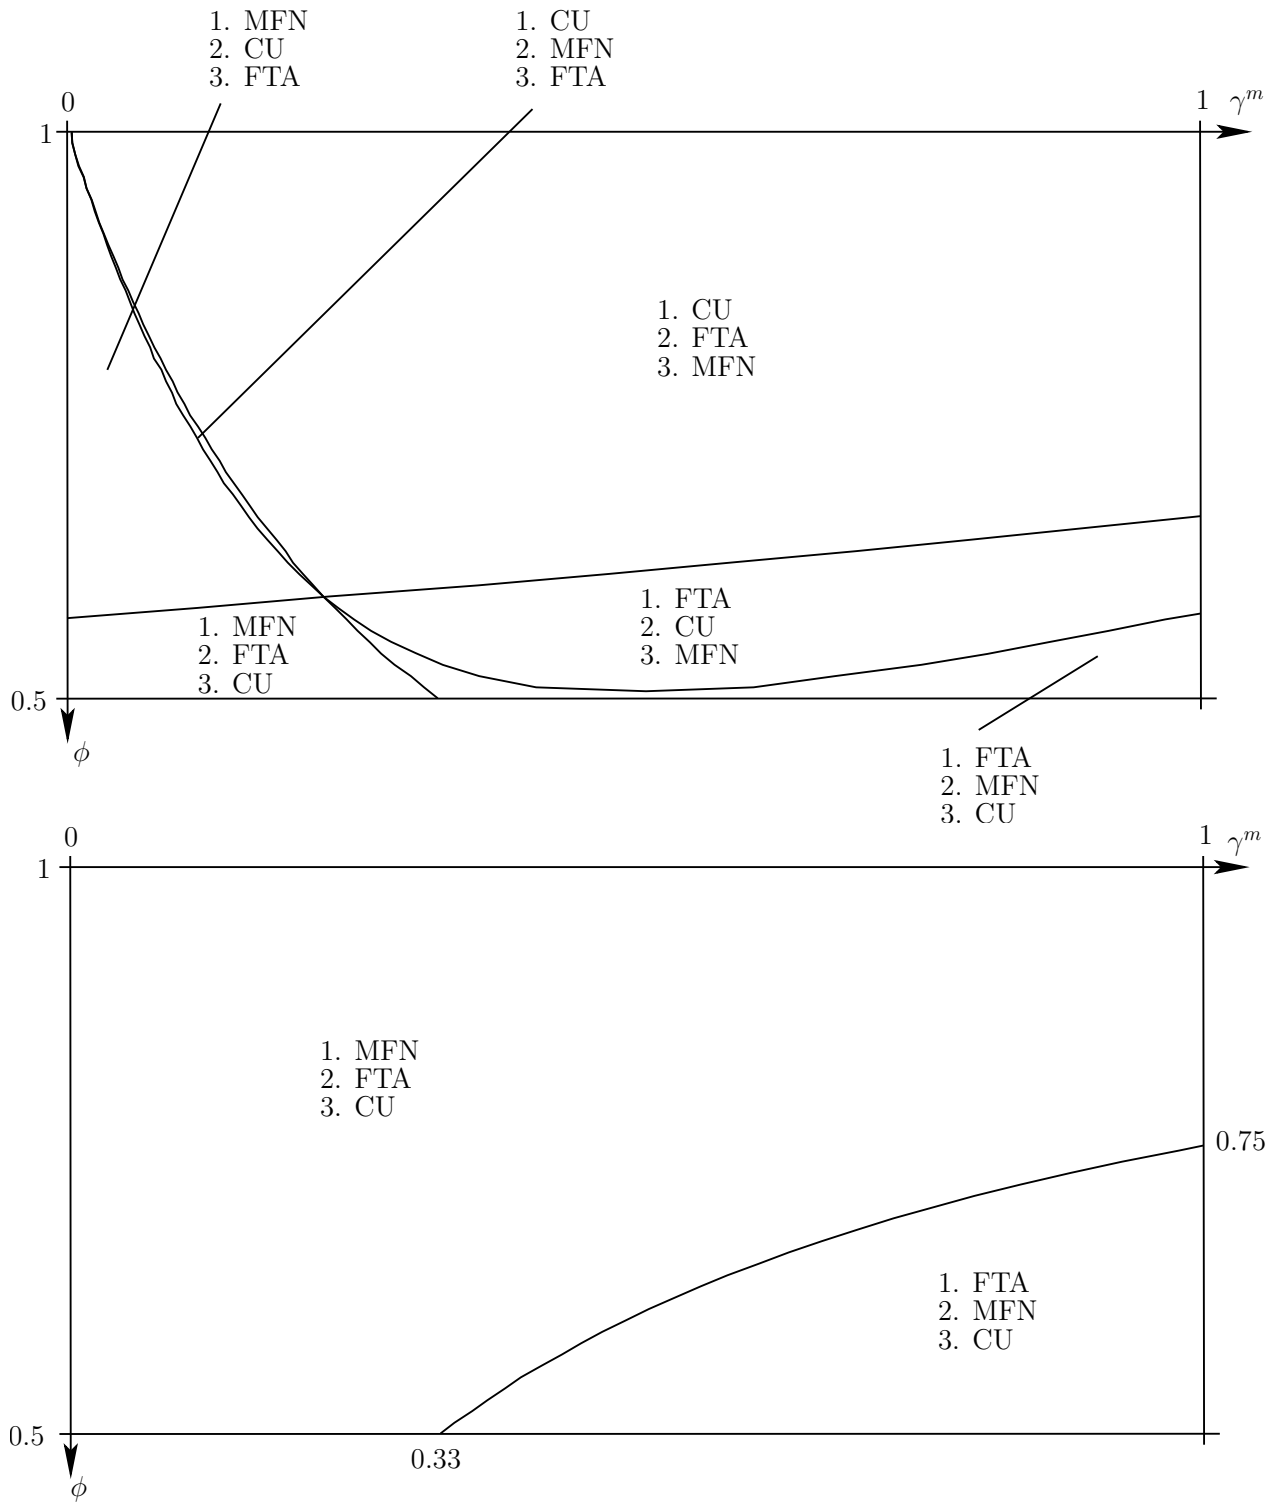 1. MFN
2. CU
3. FTA
1. CU
2. MFN
3. FTA
0
1 γ^m
1
1. CU
2. FTA
3. MFN
1. MFN
2. FTA
3. CU
1. FTA
2. CU
3. MFN
0.5
ϕ
1. FTA
2. MFN
3. CU
0
1 γ^m
1
1. MFN
2. FTA
3. CU
0.75
1. FTA
2. MFN
3. CU
0.5
0.33
ϕ